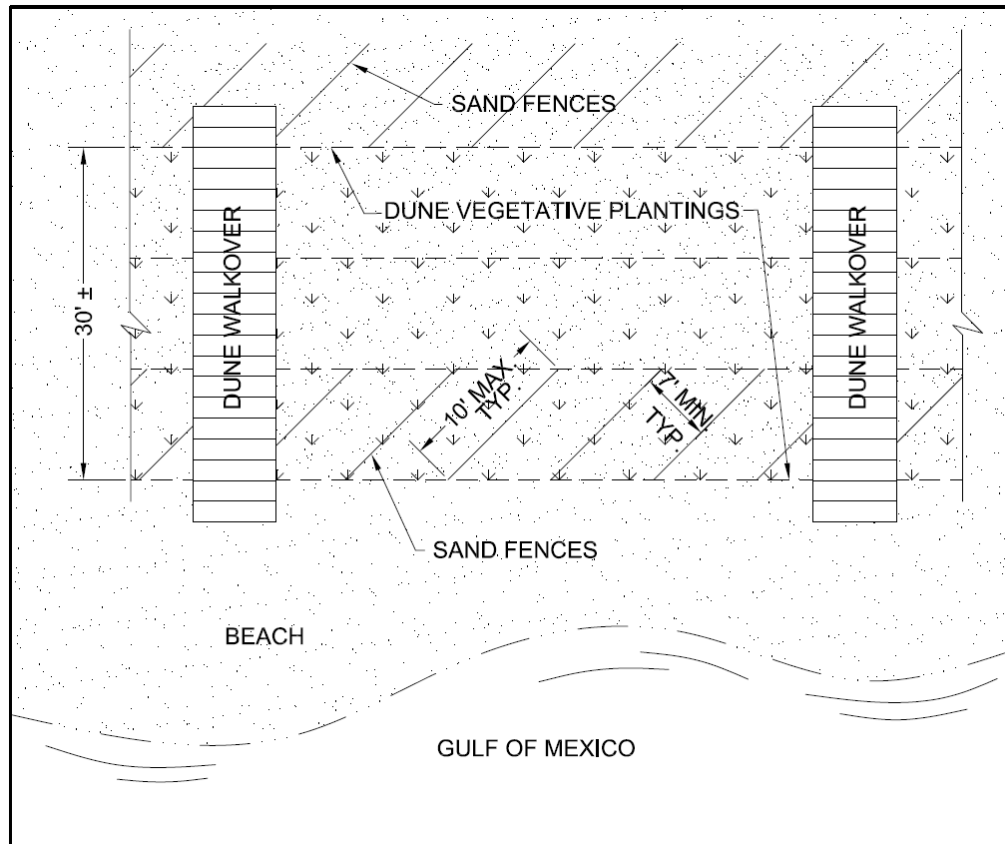 SAND FENCES
DUNE VEGETATIVE PLANTINGS
DUNE WALKOVER
DUNE WALKOVER
30' ±
10' MAX.
TYP.
7' MIN.
TYP.
SAND FENCES
BEACH
GULF OF MEXICO